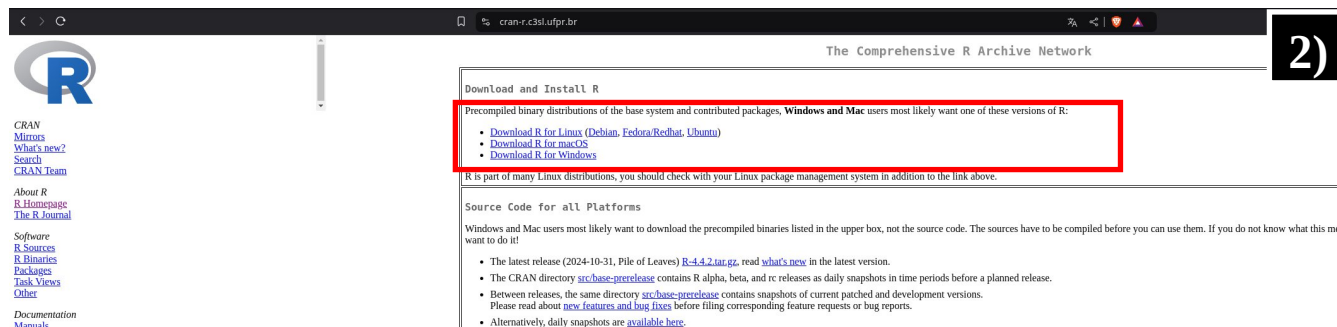 cran-r.c3sl.ufpr.br
2)
R
CRAN
Mirrors
What's new?
Search
CRAN Team
About R
R Homepage
The R Journal
Software
R Sources
R Binaries
Packages
Task Views
Other
Documentation
Manuals
The Comprehensive R Archive Network
Download and Install R
Precompiled binary distributions of the base system and contributed packages, Windows and Mac users most likely want one of these versions of R:
Download R for Linux (Debian, Fedora/Redhat, Ubuntu)
Download R for macOS
Download R for Windows
R is part of many Linux distributions, you should check with your Linux package management system in addition to the link above.
Source Code for all Platforms
Windows and Mac users most likely want to download the precompiled binaries listed in the upper box, not the source code. The sources have to be compiled before you can use them. If you do not know what this
want to do it!
The latest release (2024-10-31, Pile of Leaves) R-4.4.2.tar.gz, read what's new in the latest version.
The CRAN directory src/base-prerelease contains R alpha, beta, and rc releases as daily snapshots in time periods before a planned release.
Between releases, the same directory src/base-prerelease contains snapshots of current patched and development versions.
Please read about new features and bug fixes before filing corresponding feature requests or bug reports.
Alternatively, daily snapshots are available here.